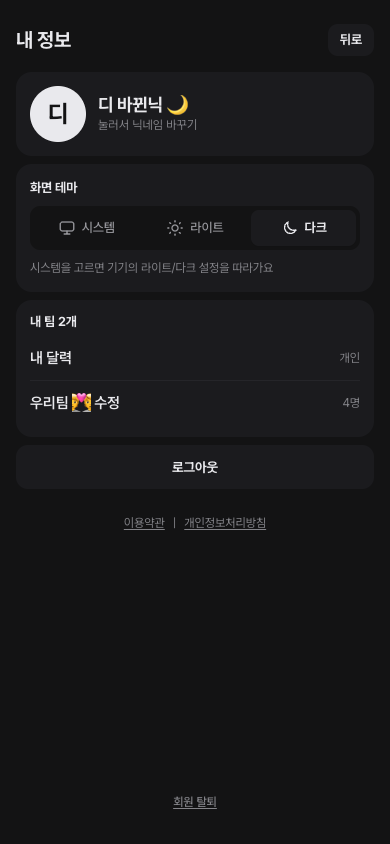 내 정보
뒤로
디
디 바뀐닉 🌙
눌러서 닉네임 바꾸기
화면 테마
시스템 라이트 다크
시스템을 고르면 기기의 라이트/다크 설정을 따라가요
내 팀 2개
내 달력 개인
우리팀 👯 수정 4명
로그아웃
이용약관 | 개인정보처리방침
회원 탈퇴